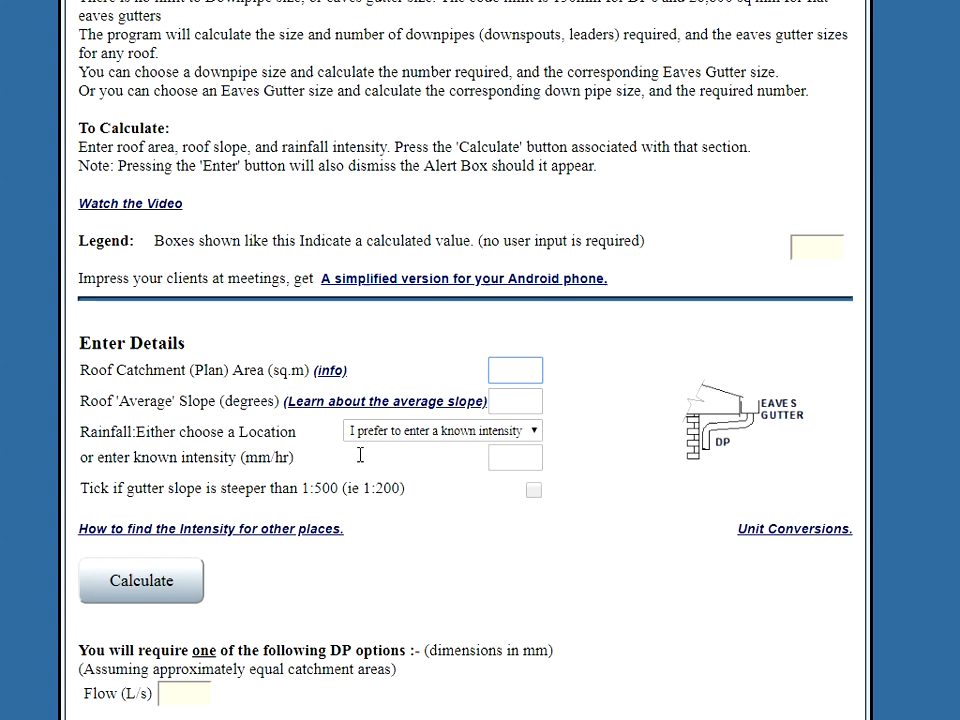 eaves gutters
The program will calculate the size and number of downpipes (downspouts, leaders) required, and the eaves gutter sizes
for any roof.
You can choose a downpipe size and calculate the number required, and the corresponding Eaves Gutter size.
Or you can choose an Eaves Gutter size and calculate the corresponding down pipe size, and the required number.
To Calculate:
Enter roof area, roof slope, and rainfall intensity. Press the 'Calculate' button associated with that section.
Note: Pressing the 'Enter' button will also dismiss the Alert Box should it appear.
Watch the Video
Legend: Boxes shown like this Indicate a calculated value. (no user input is required)
Impress your clients at meetings, get A simplified version for your Android phone.
Enter Details
Roof Catchment (Plan) Area (sq.m) (info)
Roof 'Average' Slope (degrees) (Learn about the average slope)
Rainfall:Either choose a Location I prefer to enter a known intensity
or enter known intensity (mm/hr)
Tick if gutter slope is steeper than 1:500 (ie 1:200)
EAVES
GUTTER
DP
How to find the Intensity for other places. Unit Conversions.
Calculate
You will require one of the following DP options :- (dimensions in mm)
(Assuming approximately equal catchment areas)
Flow (L/s)